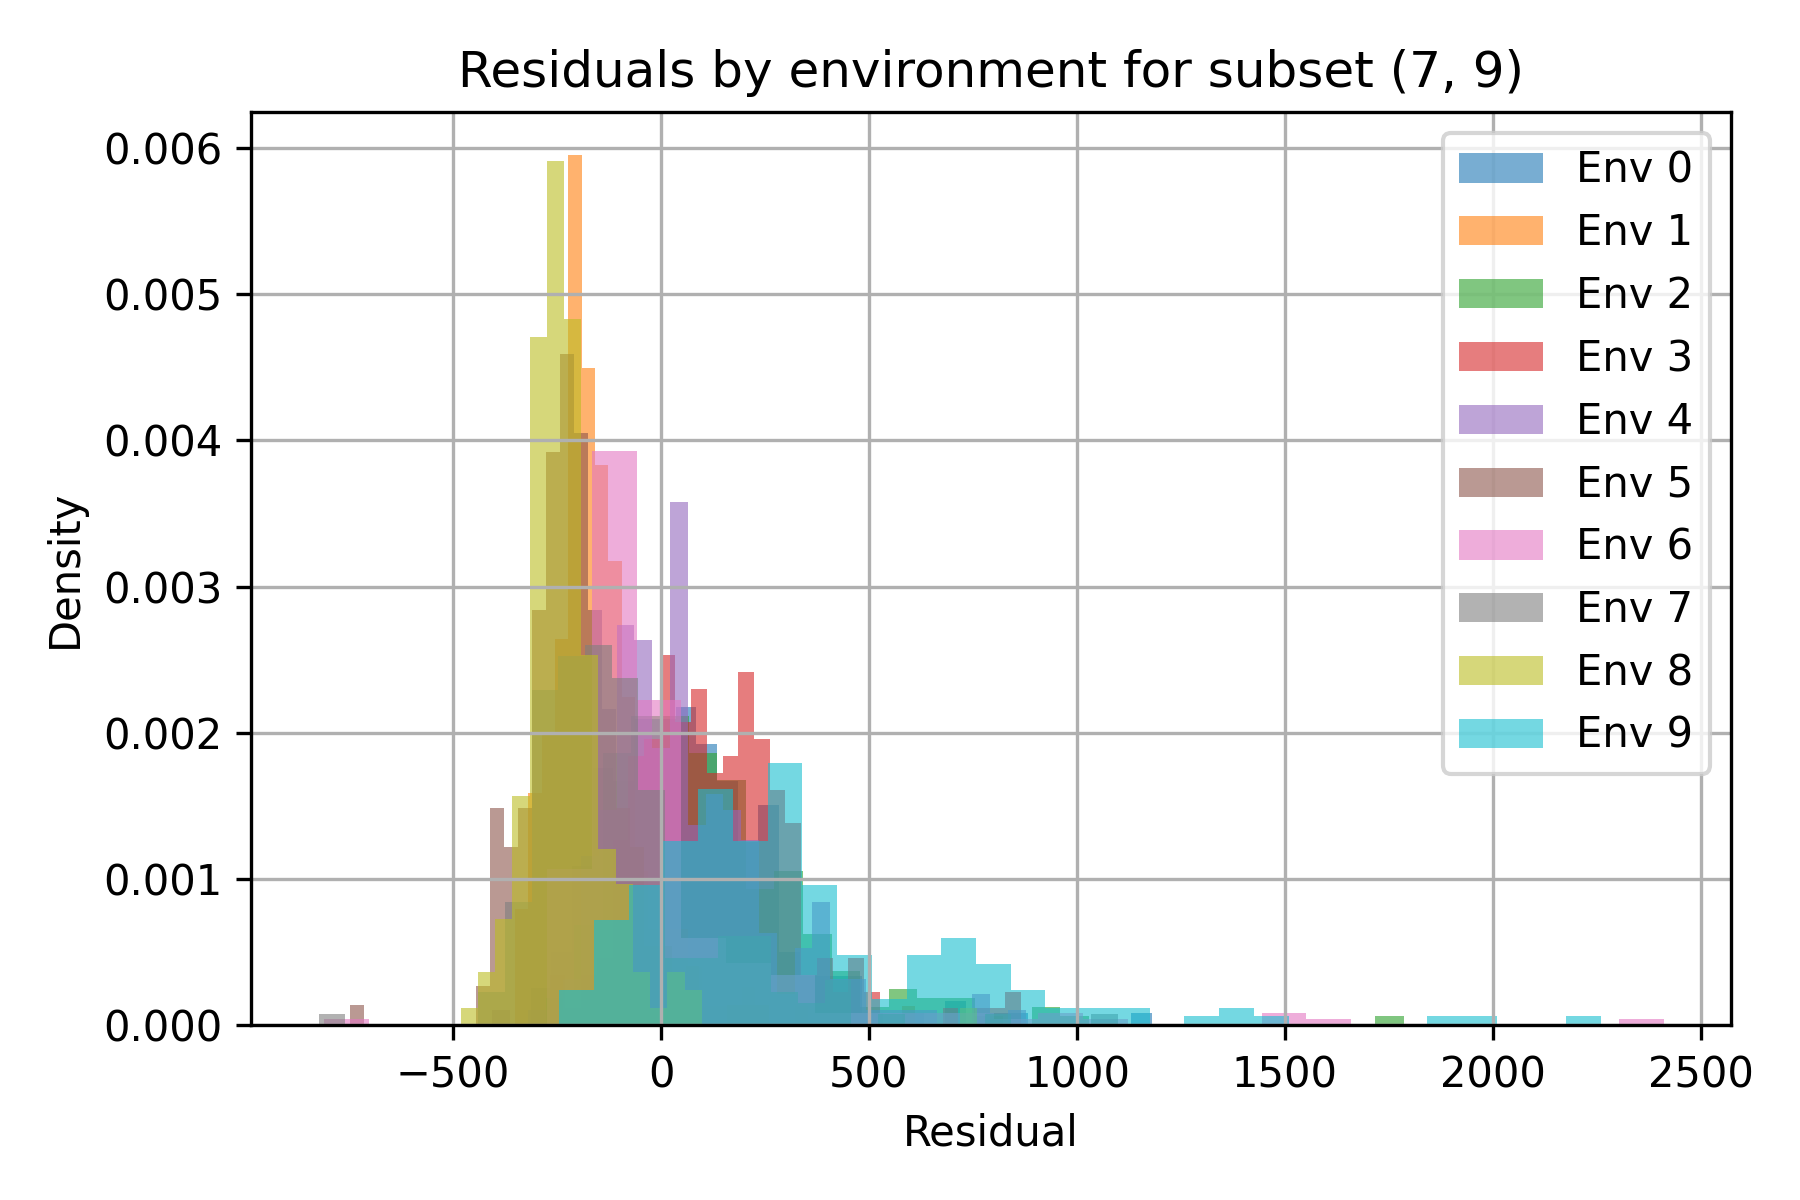 Residuals by environment for subset (7, 9)
0.006
0.005
0.004
0.003
0.002
0.001
0.000
Density
−500
0
500
1000
1500
2000
2500
Residual
Env 0
Env 1
Env 2
Env 3
Env 4
Env 5
Env 6
Env 7
Env 8
Env 9